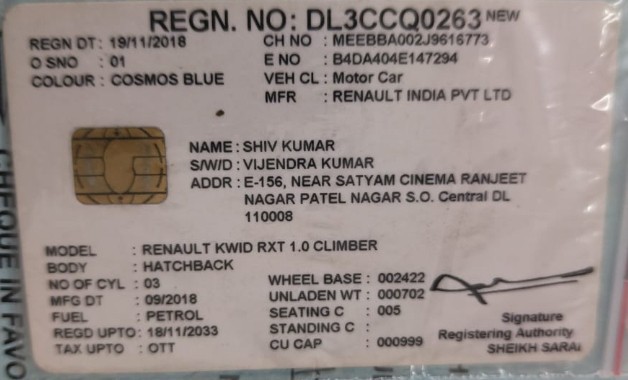 REGN. NO: DL3CCQ0263 NEW
REGN DT: 19/11/2018 CH NO : MEEBBA002J9616773
O SNO : 01 E NO : B4DA404E147294
COLOUR : COSMOS BLUE VEH CL : Motor Car
MFR : RENAULT INDIA PVT LTD
NAME : SHIV KUMAR
S/W/D : VIJENDRA KUMAR
ADDR : E-156, NEAR SATYAM CINEMA RANJEET
NAGAR PATEL NAGAR S.O. Central DL
110008
MODEL : RENAULT KWID RXT 1.0 CLIMBER
BODY : HATCHBACK
NO OF CYL : 03 WHEEL BASE : 002422
MFG DT : 09/2018 UNLADEN WT : 000702
FUEL : PETROL SEATING C : 005
REGD UPTO : 18/11/2033 STANDING C :
TAX UPTO : OTT CU CAP : 000999
Signature
Registering Authority
SHEIKH SARAI
CHEQUE IN FAVO